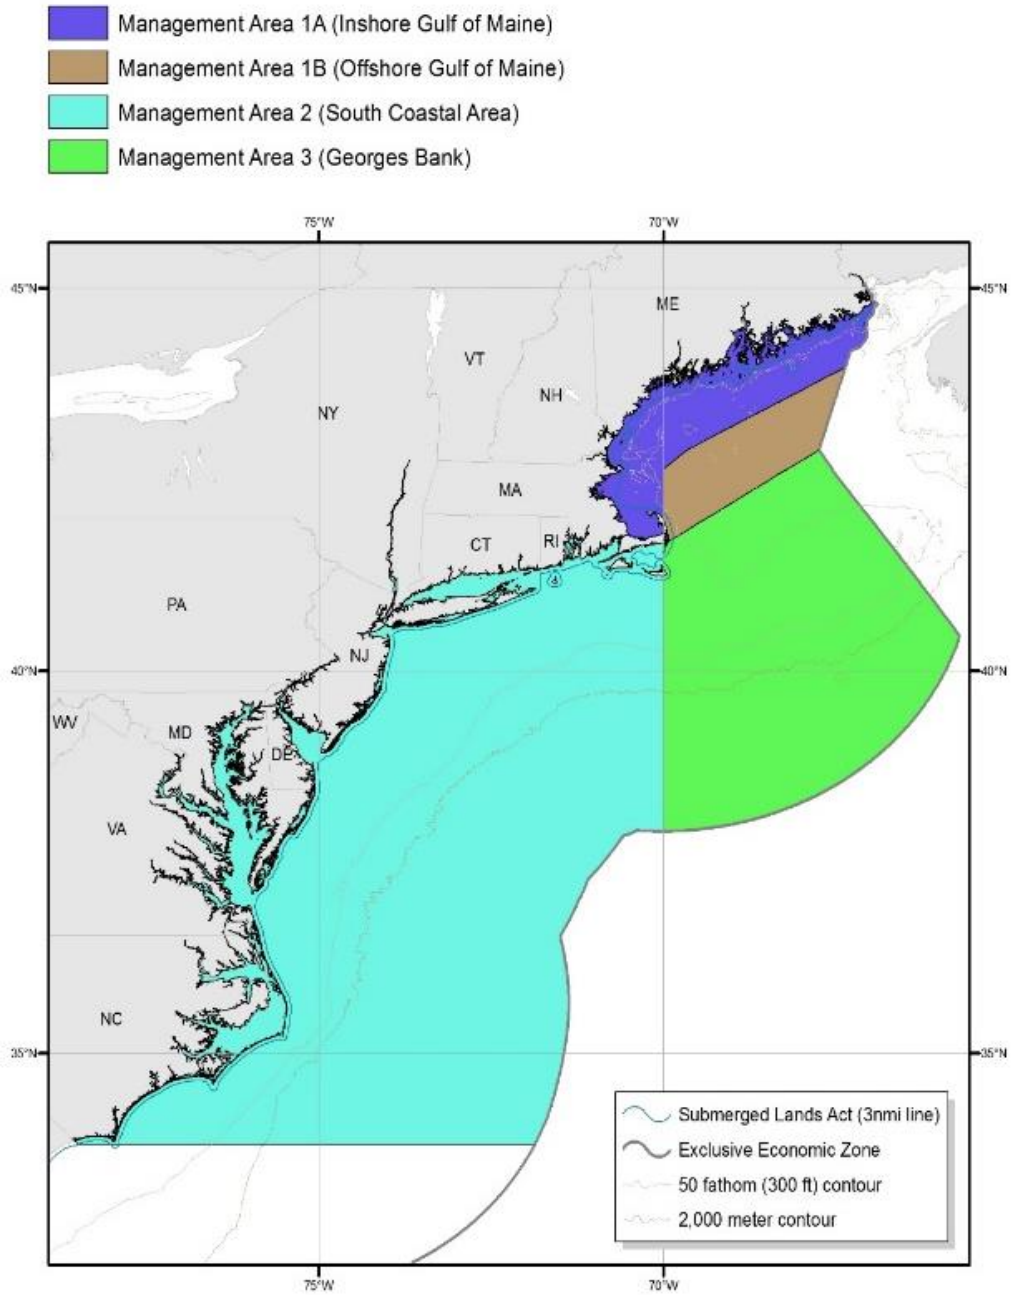 Management Area 1A (Inshore Gulf of Maine)
Management Area 1B (Offshore Gulf of Maine)
Management Area 2 (South Coastal Area)
Management Area 3 (Georges Bank)
75°W 70°W
45°N 45°N
ME
VT
NH
NY
MA
CT RI
PA
NJ
40°N 40°N
WV MD
DE
VA
NC
35°N 35°N
Submerged Lands Act (3nmi line)
Exclusive Economic Zone
50 fathom (300 ft) contour
2,000 meter contour
75°W 70°W